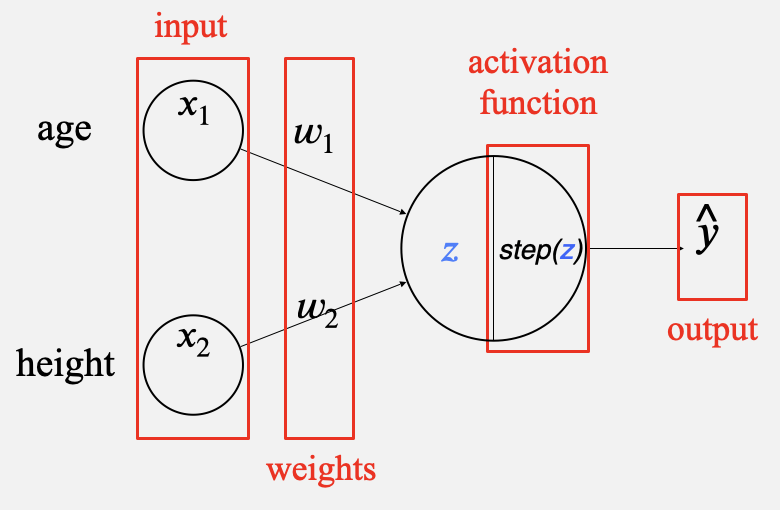 input
activation
function
age
x₁
w₁
z
step(z)
ŷ
output
height
x₂
w₂
weights